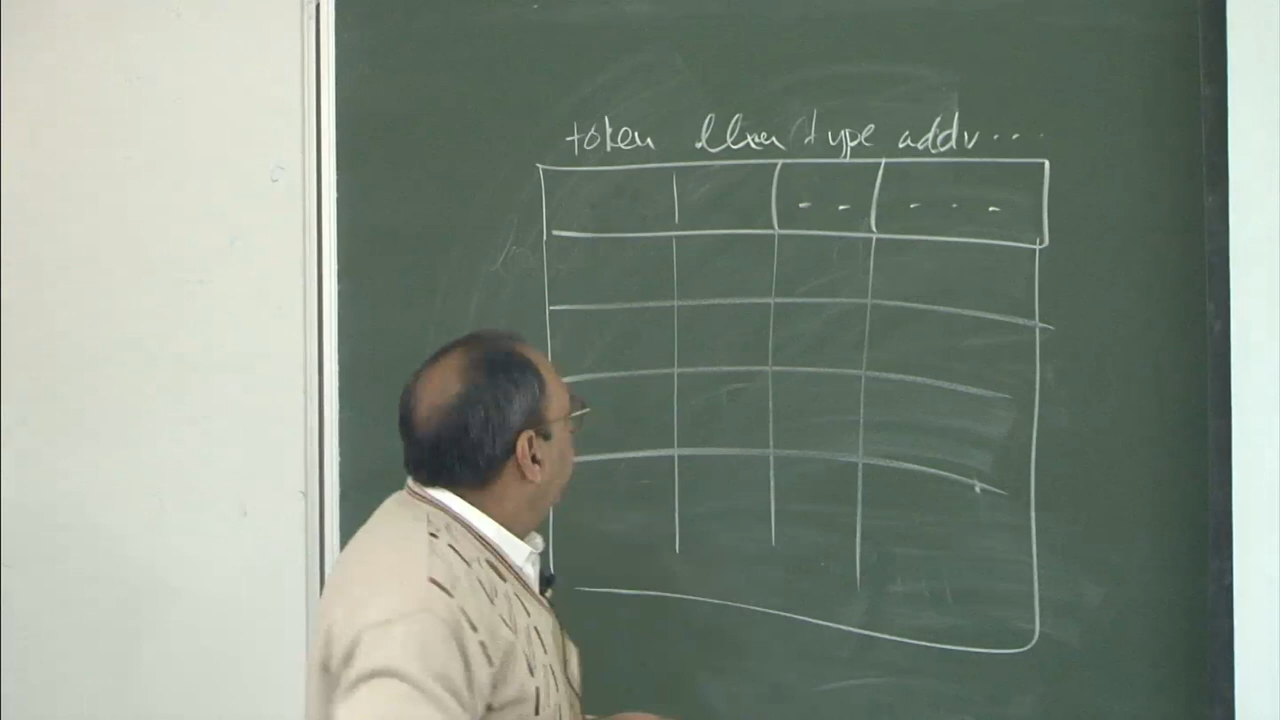 token type addr ...
-- ---